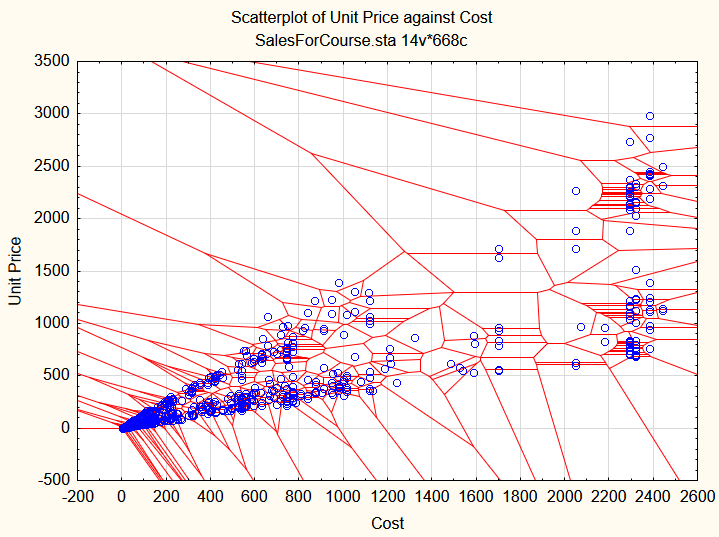 Scatterplot of Unit Price against Cost
SalesForCourse.sta 14v*668c
3500
3000
2500
2000
1500
1000
500
0
-500
Unit Price
-200 0 200 400 600 800 1000 1200 1400 1600 1800 2000 2200 2400 2600
Cost